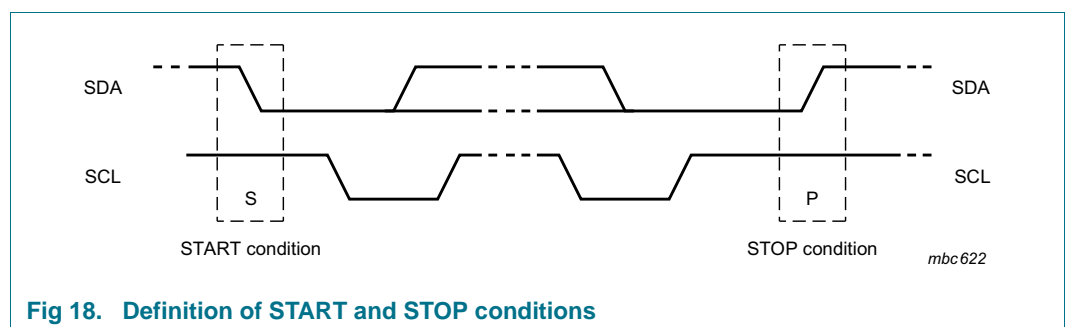 SDA
SDA
SCL
SCL
S
P
START condition
STOP condition
mbc622
Fig 18. Definition of START and STOP conditions